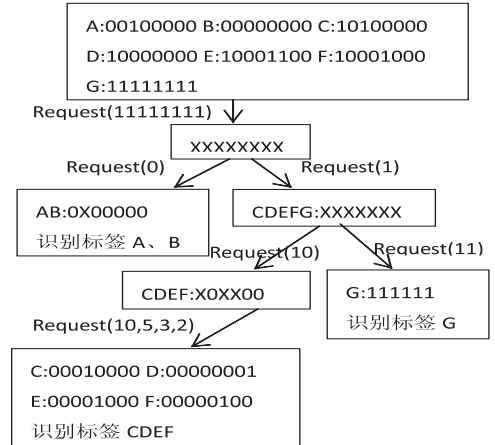 A:00100000 B:00000000 C:10100000
D:10000000 E:10001100 F:10001000
G:11111111
Request(11111111)
XXXXXXXX
Request(0)
Request(1)
AB:0X00000
识别标签 A、B
CDEFG:XXXXXXX
Request(10)
Request(11)
CDEF:X0XX00
G:111111
识别标签 G
Request(10,5,3,2)
C:00010000 D:00000001
E:00001000 F:00000100
识别标签 CDEF